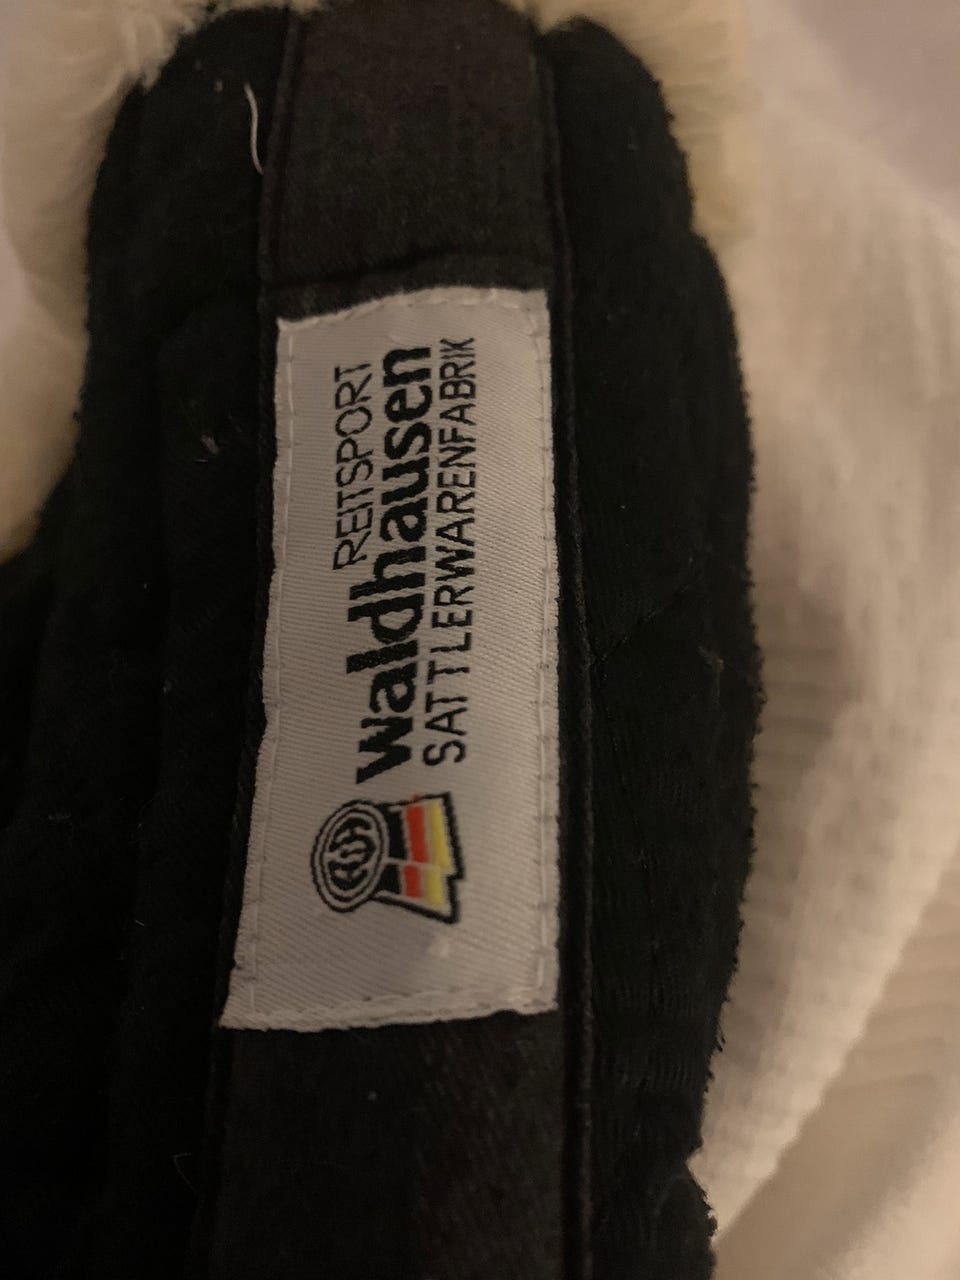 REITSPORT
waldhausen
SATTLERWARENFABRIK